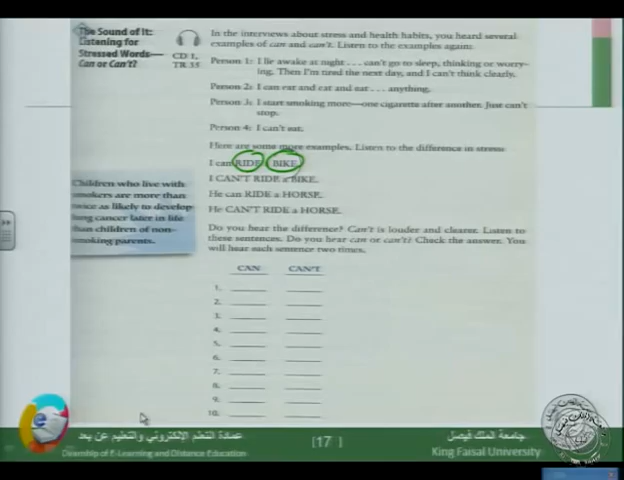 The Sound of It:
Listening for
Stressed Words—
Can or Can't?
CD 1,
TR 35
In the interviews about stress and health habits, you heard several
examples of can and can't. Listen to the examples again:
Person 1: I lie awake at night . . . can't go to sleep, thinking or worry-
ing. Then I'm tired the next day, and I can't think clearly.
Person 2: I can eat and eat and eat . . . anything.
Person 3: I start smoking more—one cigarette after another. Just can't
stop.
Person 4: I can't eat.
Here are some more examples. Listen to the difference in stress:
I can RIDE a BIKE.
I CAN'T RIDE a BIKE.
He can RIDE a HORSE.
He CAN'T RIDE a HORSE.
Children who live with
smokers are more than
twice as likely to develop
lung cancer later in life
than children of non-
smoking parents.
Do you hear the difference? Can't is louder and clearer. Listen to
these sentences. Do you hear can or can't? Check the answer. You
will hear each sentence two times.
CAN CAN'T
1.
2.
3.
4.
5.
6.
7.
8.
9.
10.
عمادة التعلم الإلكتروني والتعليم عن بعد
Deanship of E-Learning and Distance Education
[17]
جامعة الملك فيصل
King Faisal University